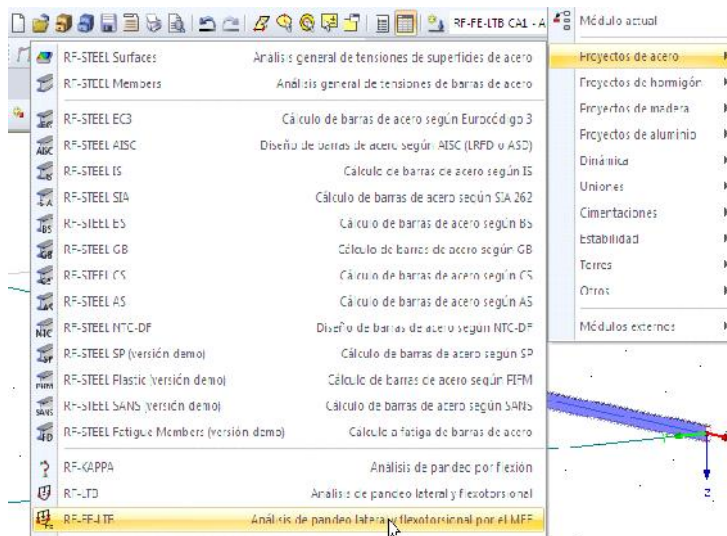 RF-FE-LTB CA1 - A
Módulo actual
Proyectos de acero
Proyectos de hormigón
Proyectos de madera
Proyectos de aluminio
Dinámica
Uniones
Cimentaciones
Estabilidad
Torres
Otros
Módulos externos
RF-STEEL Surfaces Análisis general de tensiones de superficies de acero
RF-STEEL Members Análisis general de tensiones de barras de acero
RF-STEEL EC3 Cálculo de barras de acero según Eurocódigo 3
RF-STEEL AISC Diseño de barras de acero según AISC (LRFD o ASD)
RF-STEEL IS Cálculo de barras de acero según IS
RF-STEEL SIA Cálculo de barras de acero según SIA 262
RF-STEEL BS Cálculo de barras de acero según BS
RF-STEEL GB Cálculo de barras de acero según GB
RF-STEEL CS Cálculo de barras de acero según CS
RF-STEEL AS Cálculo de barras de acero según AS
RF-STEEL NTC-DF Diseño de barras de acero según NTC-DF
RF-STEEL SP (versión demo) Cálculo de barras de acero según SP
RF-STEEL Plastic (versión demo) Cálculo de barras de acero según PIFM
RF-STEEL SANS (versión demo) Cálculo de barras de acero según SANS
RF-STEEL Fatigue Members (versión demo) Cálculo a fatiga de barras de acero
RF-KAPPA Análisis de pandeo por flexión
RF-LTB Análisis de pandeo lateral y flexotorsional
RF-FE-LTB Análisis de pandeo lateral y flexotorsional por el MEF
z